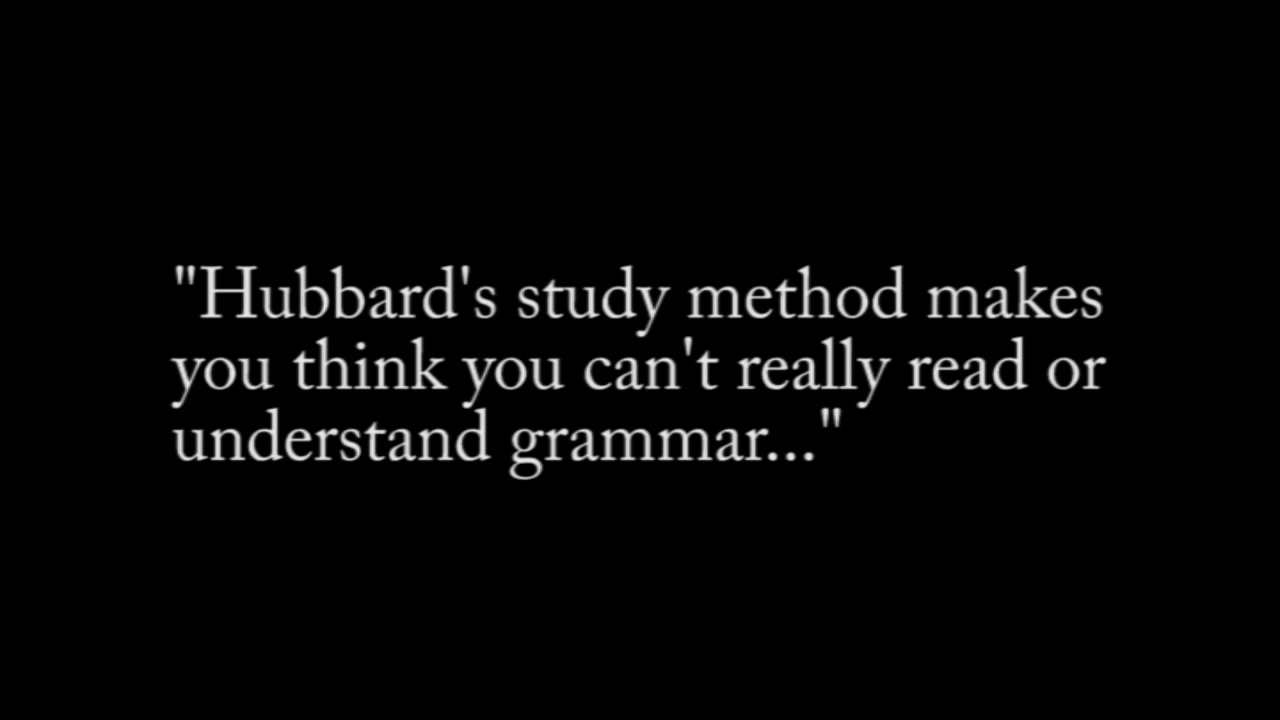 "Hubbard's study method makes
you think you can't really read or
understand grammar..."